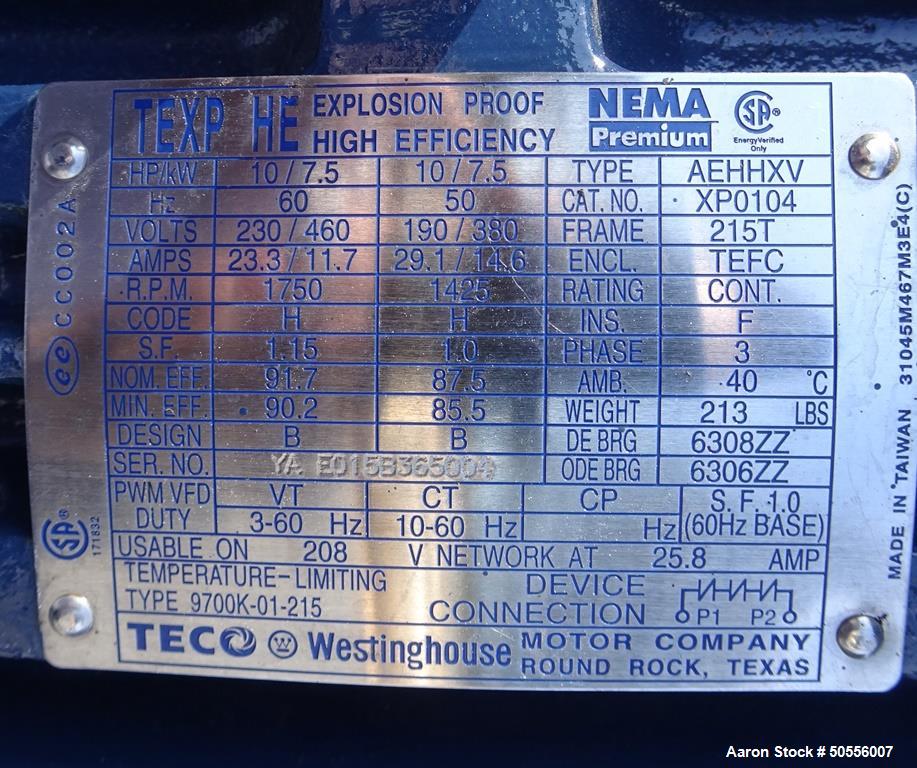 TEXP HE EXPLOSION PROOF HIGH EFFICIENCY NEMA Premium CSA® EnergyVerified Only
HP/kW 10/7.5 10/7.5 TYPE AEHHXV
Hz 60 50 CAT. NO. XP0104
VOLTS 230/460 190/380 FRAME 215T
AMPS 23.3/11.7 29.1/14.6 ENCL. TEFC
R.P.M. 1750 1425 RATING CONT.
CODE H H INS. F
S.F. 1.15 1.0 PHASE 3
NOM. EFF. 91.7 87.5 AMB. 40 °C
MIN. EFF. 90.2 85.5 WEIGHT 213 LBS
DESIGN B B DE BRG 6308ZZ
SER. NO. YA E015B365004 ODE BRG 6306ZZ
PWM VFD VT CT CP S.F.1.0
DUTY 3-60 Hz 10-60 Hz Hz (60Hz BASE)
USABLE ON 208 V NETWORK AT 25.8 AMP
TEMPERATURE-LIMITING DEVICE
TYPE 9700K-01-215 CONNECTION P1 P2
TECO W Westinghouse MOTOR COMPANY
ROUND ROCK, TEXAS
ee CC002A
SA® 171832
MADE IN TAIWAN 31045M467M3E4(C)
Aaron Stock # 50556007